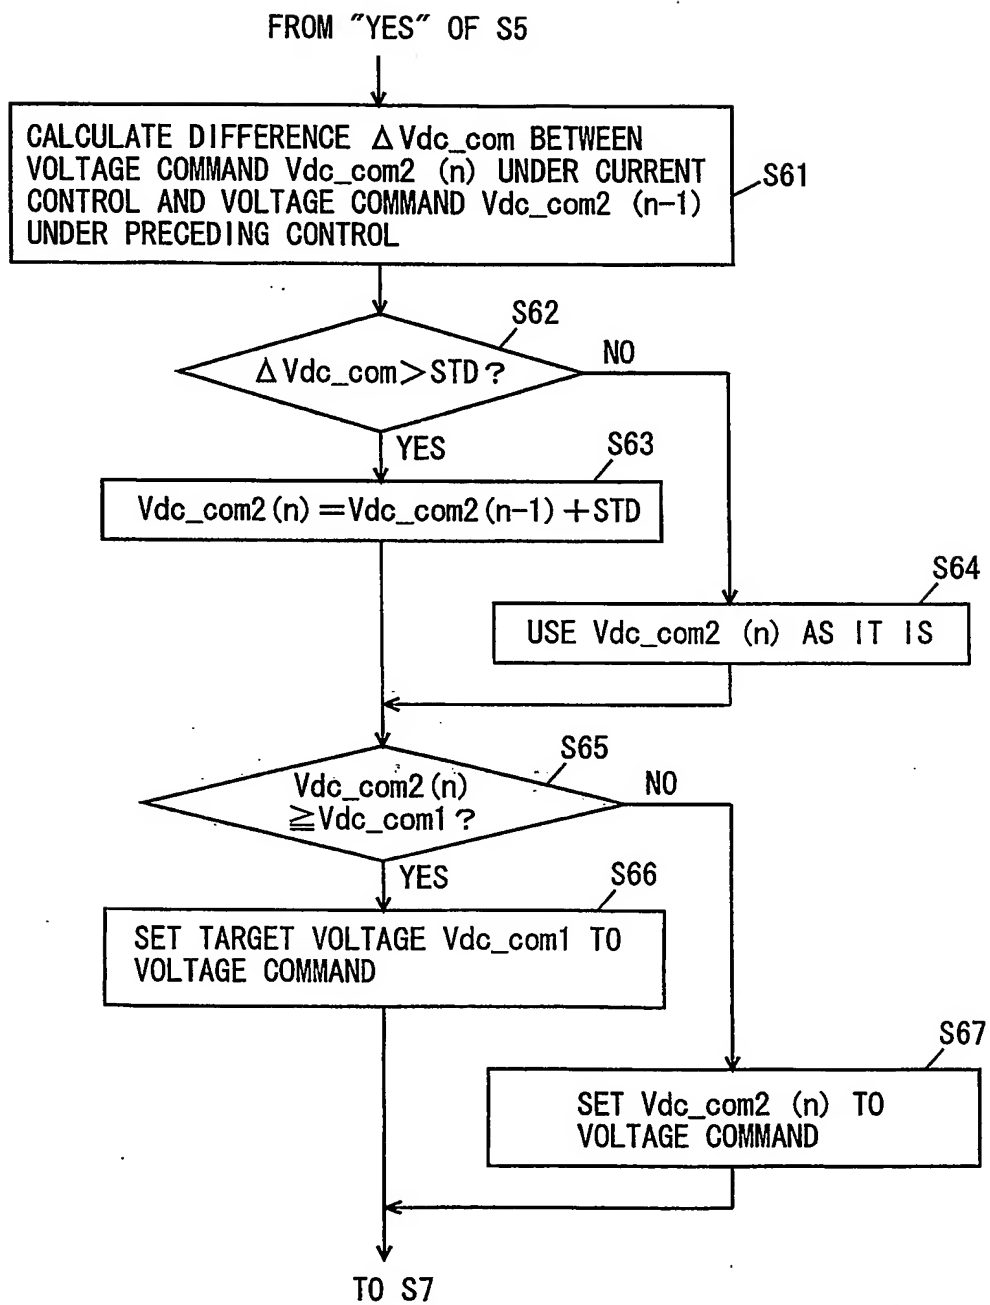 FROM "YES" OF S5
CALCULATE DIFFERENCE ΔVdc_com BETWEEN
VOLTAGE COMMAND Vdc_com2 (n) UNDER CURRENT
CONTROL AND VOLTAGE COMMAND Vdc_com2 (n-1)
UNDER PRECEDING CONTROL
S61
S62
ΔVdc_com>STD?
NO
YES
S63
Vdc_com2(n)=Vdc_com2(n-1)+STD
S64
USE Vdc_com2 (n) AS IT IS
S65
Vdc_com2(n)
≧Vdc_com1?
NO
YES
S66
SET TARGET VOLTAGE Vdc_com1 TO
VOLTAGE COMMAND
S67
SET Vdc_com2 (n) TO
VOLTAGE COMMAND
TO S7